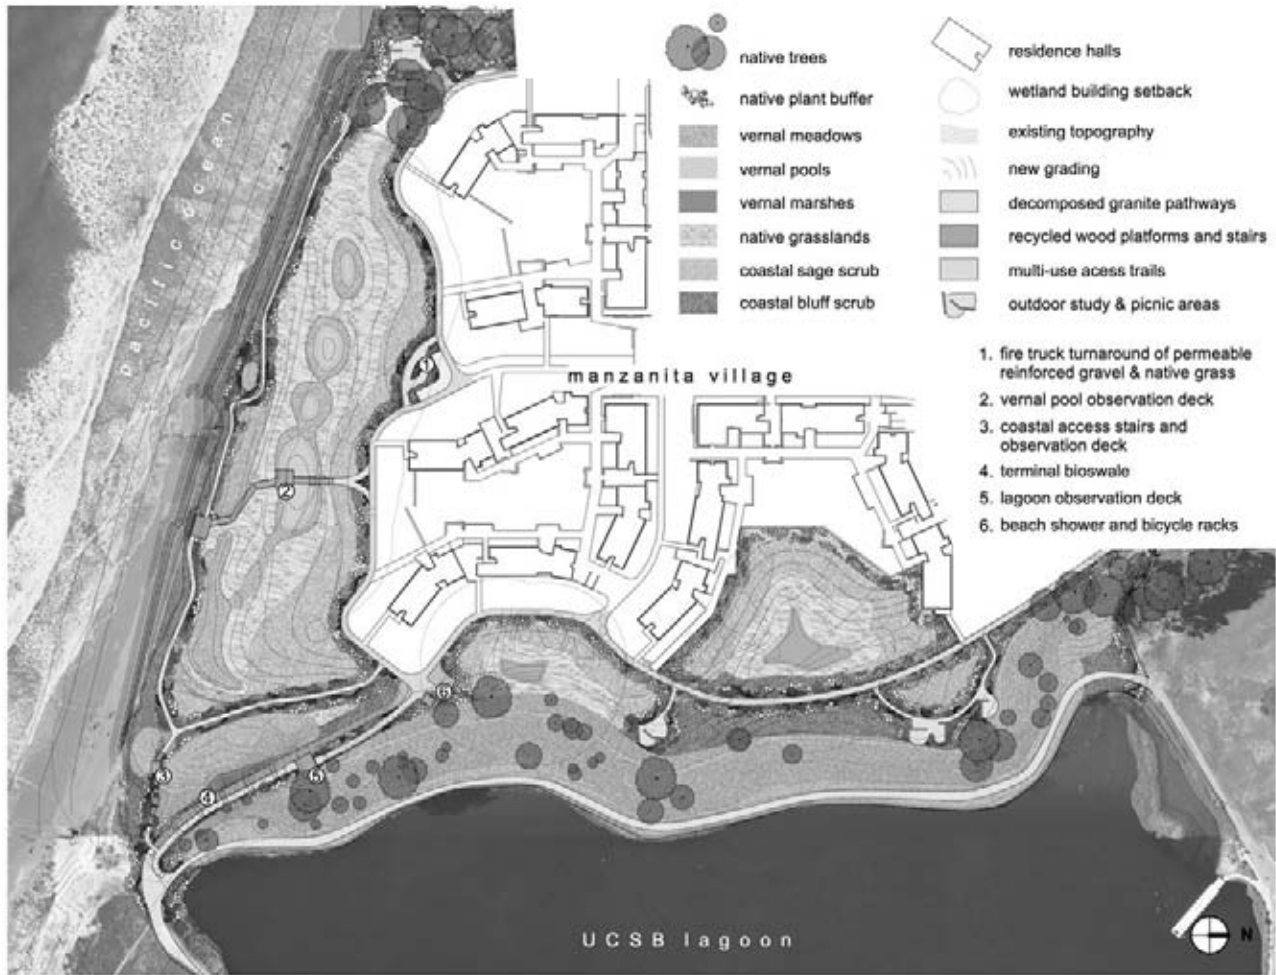 pacific ocean
native trees
native plant buffer
vernal meadows
vernal pools
vernal marshes
native grasslands
coastal sage scrub
coastal bluff scrub
residence halls
wetland building setback
existing topography
new grading
decomposed granite pathways
recycled wood platforms and stairs
multi-use acess trails
outdoor study & picnic areas
1. fire truck turnaround of permeable
reinforced gravel & native grass
2. vernal pool observation deck
3. coastal access stairs and
observation deck
4. terminal bioswale
5. lagoon observation deck
6. beach shower and bicycle racks
manzanita village
1
2
3
4
5
6
UCSB lagoon
N